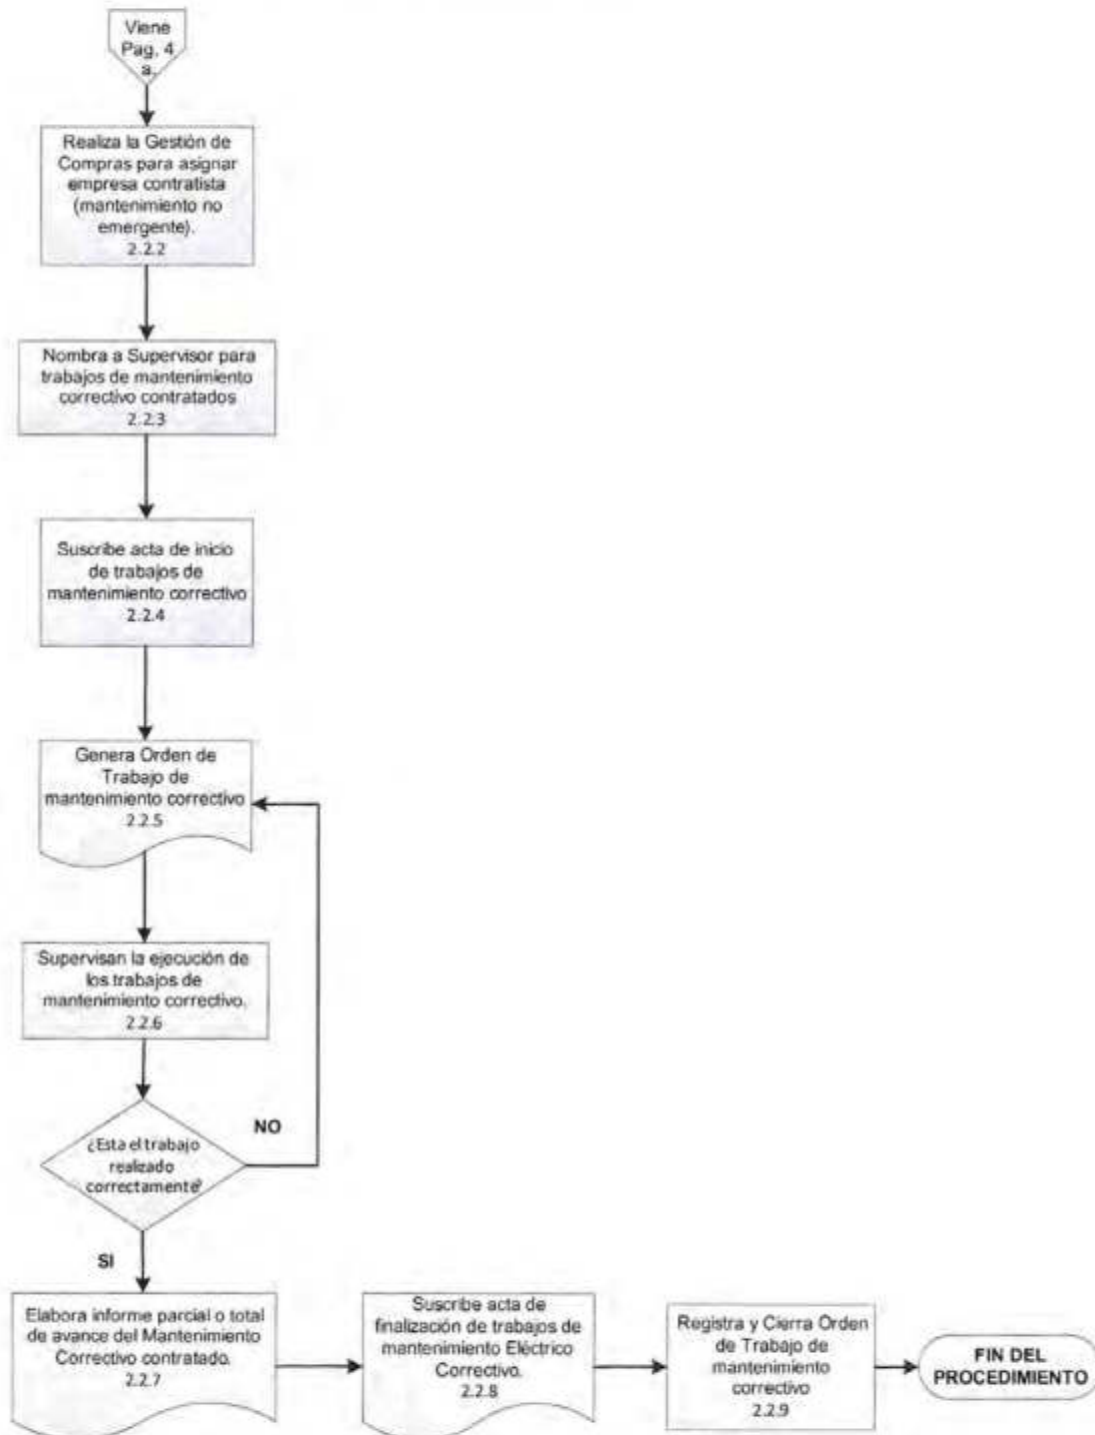 Viene
Pag. 4
a.
Realiza la Gestión de
Compras para asignar
empresa contratista
(mantenimiento no
emergente).
2.2.2
Nombra a Supervisor para
trabajos de mantenimiento
correctivo contratados
2.2.3
Suscribe acta de inicio
de trabajos de
mantenimiento correctivo
2.2.4
Genera Orden de
Trabajo de
mantenimiento correctivo
2.2.5
Supervisan la ejecución de
los trabajos de
mantenimiento correctivo.
2.2.6
¿Esta el trabajo
realizado
correctamente?
NO
SI
Elabora informe parcial o total
de avance del Mantenimiento
Correctivo contratado.
2.2.7
Suscribe acta de
finalización de trabajos de
mantenimiento Eléctrico
Correctivo.
2.2.8
Registra y Cierra Orden
de Trabajo de
mantenimiento
correctivo
2.2.9
FIN DEL
PROCEDIMIENTO